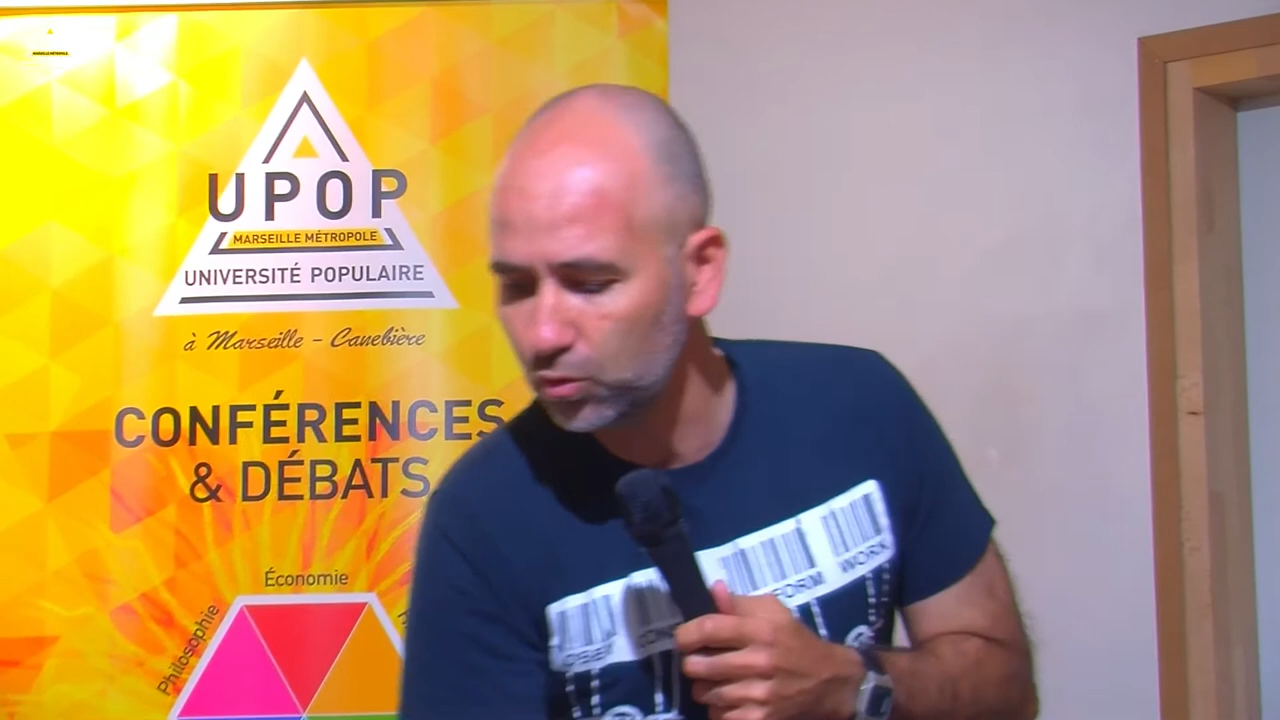 UPOP
MARSEILLE MÉTROPOLE
UNIVERSITÉ POPULAIRE
à Marseille - Canebière
CONFÉRENCES
& DÉBATS
Économie
Philosophie
WORK